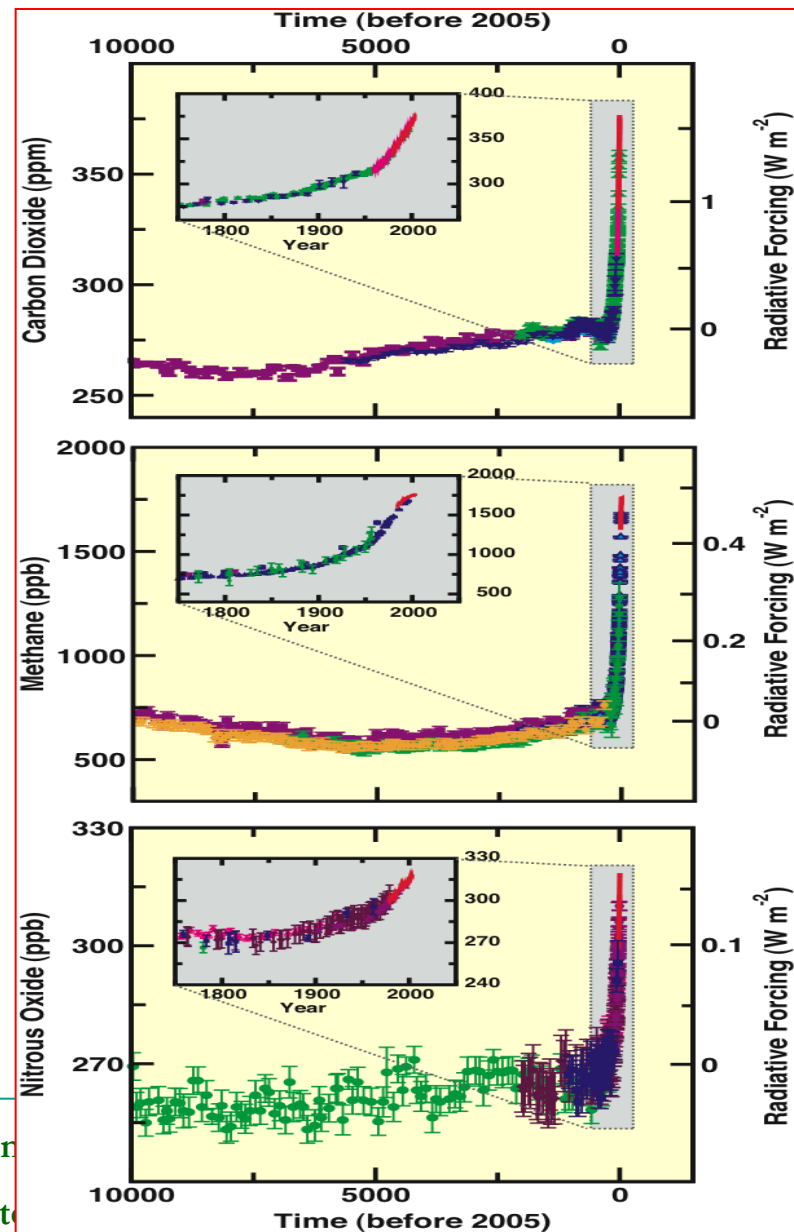 Time (before 2005)
10000 5000 0
Carbon Dioxide (ppm)
350
300
250
400
350
300
1800 1900 2000
Year
1
0
Radiative Forcing (W m-2)
Methane (ppb)
2000
1500
1000
500
2000
1500
1000
500
1800 1900 2000
Year
0.4
0.2
0
Radiative Forcing (W m-2)
Nitrous Oxide (ppb)
330
300
270
330
300
270
240
1800 1900 2000
Year
0.1
0
Radiative Forcing (W m-2)
10000 5000 0
Time (before 2005)